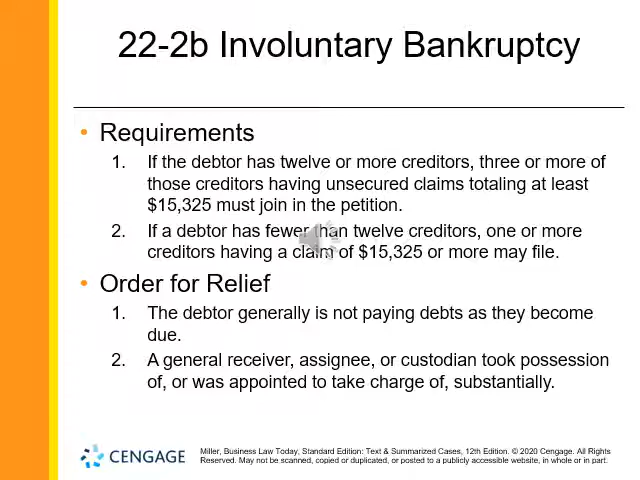 22-2b Involuntary Bankruptcy
• Requirements
1. If the debtor has twelve or more creditors, three or more of
those creditors having unsecured claims totaling at least
$15,325 must join in the petition.
2. If a debtor has fewer than twelve creditors, one or more
creditors having a claim of $15,325 or more may file.
• Order for Relief
1. The debtor generally is not paying debts as they become
due.
2. A general receiver, assignee, or custodian took possession
of, or was appointed to take charge of, substantially.
CENGAGE
Miller, Business Law Today, Standard Edition: Text & Summarized Cases, 12th Edition. © 2020 Cengage. All Rights
Reserved. May not be scanned, copied or duplicated, or posted to a publicly accessible website, in whole or in part.